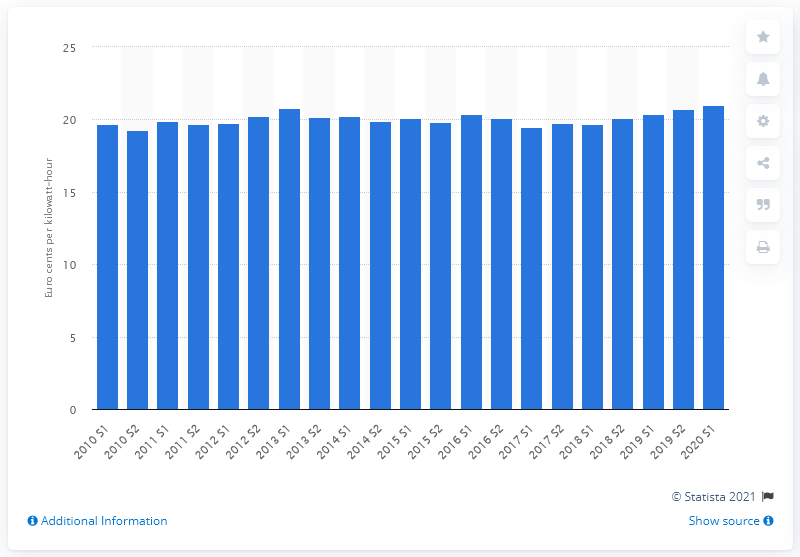 25
20
15
10
5
0
Euro cents per kilowatt-hour
2010 S1
2010 S2
2011 S1
2011 S2
2012 S1
2012 S2
2013 S1
2013 S2
2014 S1
2014 S2
2015 S1
2015 S2
2016 S1
2016 S2
2017 S1
2017 S2
2018 S1
2018 S2
2019 S1
2019 S2
2020 S1
© Statista 2021
Additional Information
Show source